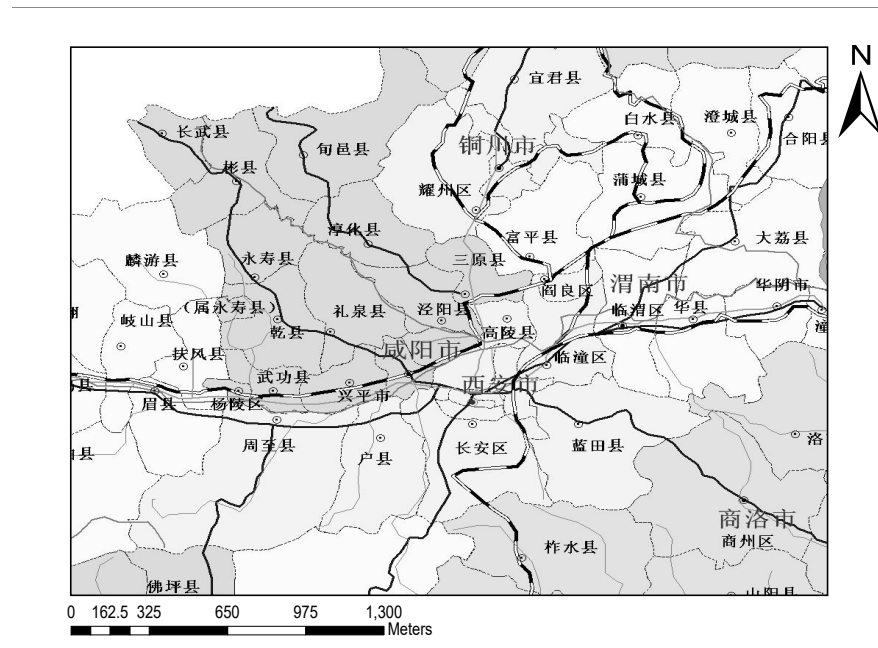 N
宜君县
白水县
澄城县
合阳县
长武县
旬邑县
铜川市
彬县
耀州区
蒲城县
淳化县
富平县
大荔县
麟游县
永寿县
三原县
阎良区
渭南市
华阴市
(属永寿县)
岐山县
乾县
礼泉县
泾阳县
高陵县
临渭区
华县
潼
扶风县
咸阳市
临潼区
武功县
兴平市
西安市
眉县
杨陵区
周至县
户县
长安区
蓝田县
洛
商洛市
商州区
柞水县
佛坪县
山阳县
0 162.5 325 650 975 1,300
Meters